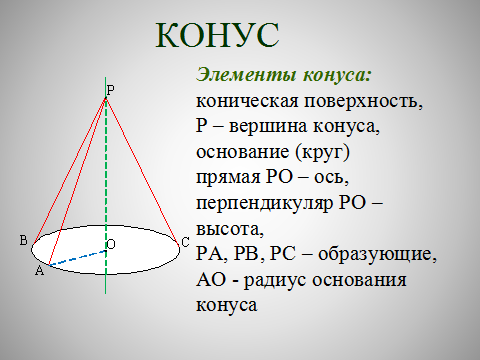 КОНУС
Элементы конуса:
коническая поверхность,
Р – вершина конуса,
основание (круг)
прямая РО – ось,
перпендикуляр РО –
высота,
РА, РВ, РС – образующие,
АО - радиус основания
конуса
P
B
O
C
A